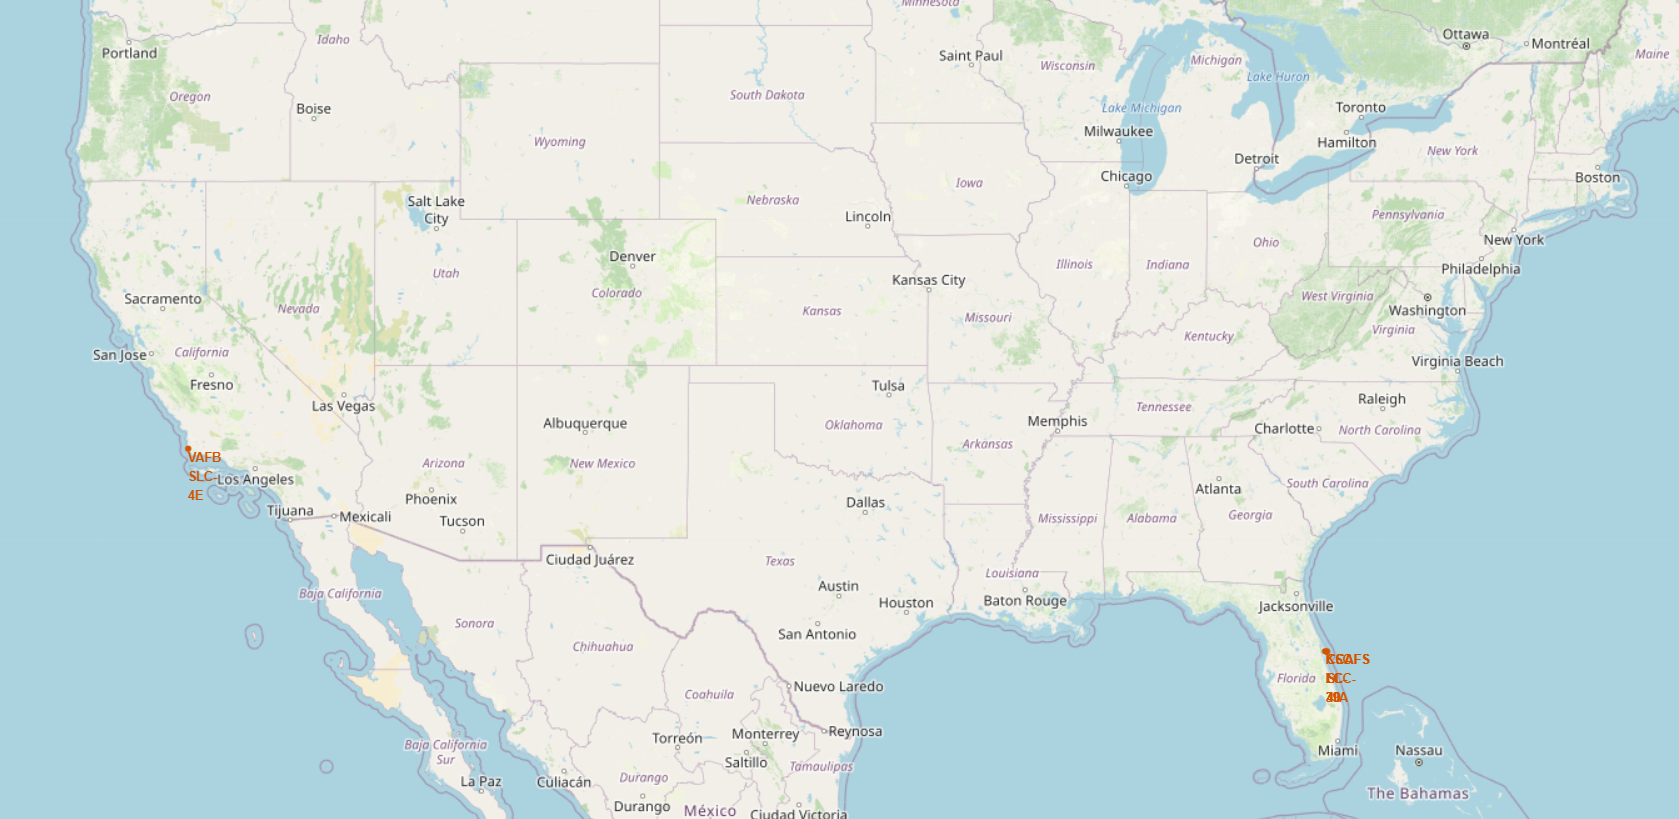 Minnesota
Idaho
Portland
Ottawa
Montréal
Saint Paul
Wisconsin
Michigan
Maine
Lake Huron
Oregon
South Dakota
Boise
Lake Michigan
Toronto
Milwaukee
Wyoming
Hamilton
New York
Detroit
Chicago
Boston
Iowa
Salt Lake
City
Nebraska
Lincoln
Pennsylvania
New York
Ohio
Denver
Utah
Illinois
Indiana
Philadelphia
Kansas City
Colorado
Sacramento
West Virginia
Nevada
Kansas
Washington
Missouri
Virginia
Kentucky
San Jose
California
Virginia Beach
Fresno
Tulsa
Las Vegas
Raleigh
Tennessee
Albuquerque
Memphis
Oklahoma
Charlotte
North Carolina
Arkansas
VAFB
SLC-
4E
Arizona
New Mexico
Los Angeles
South Carolina
Atlanta
Phoenix
Dallas
Tijuana
Mexicali
Tucson
Mississippi
Alabama
Georgia
Ciudad Juárez
Texas
Louisiana
Austin
Baja California
Houston
Baton Rouge
Jacksonville
Sonora
San Antonio
Chihuahua
Florida
Nuevo Laredo
Coahuila
Reynosa
Torreón
Monterrey
Baja California
Sur
Miami
Nassau
Saltillo
Tamaulipas
La Paz
Culiacán
Durango
The Bahamas
Durango
México
Ciudad Victoria